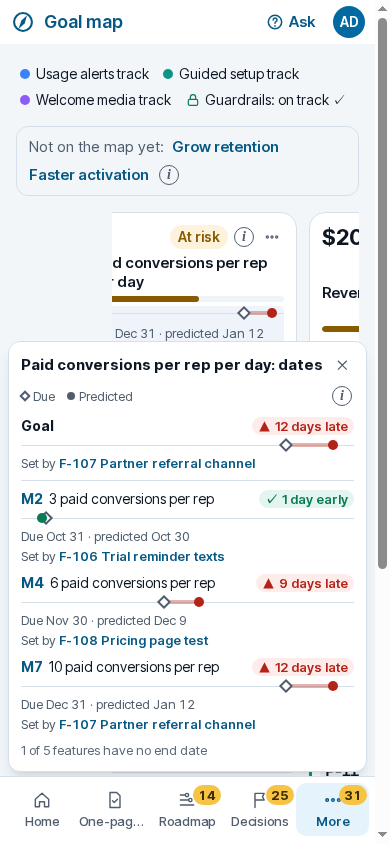 Goal map
Ask
AD
Usage alerts track
Guided setup track
Welcome media track
Guardrails: on track ✓
Not on the map yet: Grow retention
Faster activation
i
At risk
i
d conversions per rep
r day
Dec 31 · predicted Jan 12
$20
Rever
Paid conversions per rep per day: dates
Due
Predicted
i
Goal
▲ 12 days late
Set by F-107 Partner referral channel
M2 3 paid conversions per rep
✓ 1 day early
Due Oct 31 · predicted Oct 30
Set by F-106 Trial reminder texts
M4 6 paid conversions per rep
▲ 9 days late
Due Nov 30 · predicted Dec 9
Set by F-108 Pricing page test
M7 10 paid conversions per rep
▲ 12 days late
Due Dec 31 · predicted Jan 12
Set by F-107 Partner referral channel
1 of 5 features have no end date
14
25
31
Home
One-pag...
Roadmap
Decisions
More